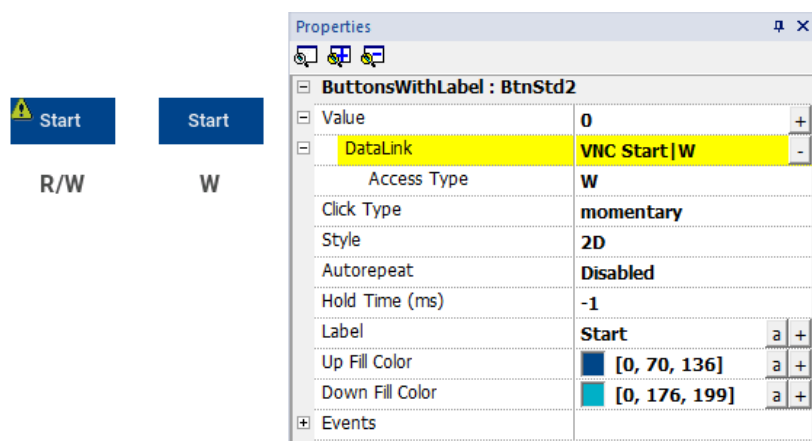 Start
R/W
Start
W
Properties
ButtonsWithLabel : BtnStd2
Value 0 +
DataLink VNC Start|W -
Access Type W
Click Type momentary
Style 2D
Autorepeat Disabled
Hold Time (ms) -1
Label Start a +
Up Fill Color [0, 70, 136] a +
Down Fill Color [0, 176, 199] a +
Events